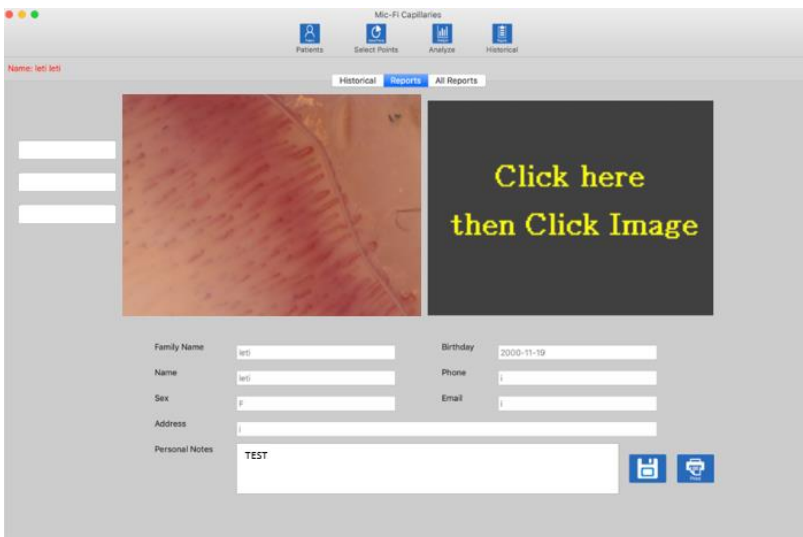 Mic-Fi Capillaries
Patients Select Points Analyze Historical
Name: leti leti
Historical Reports All Reports
Click here
then Click Image
Family Name leti Birthday 2000-11-19
Name leti Phone i
Sex F Email i
Address i
Personal Notes TEST
Print